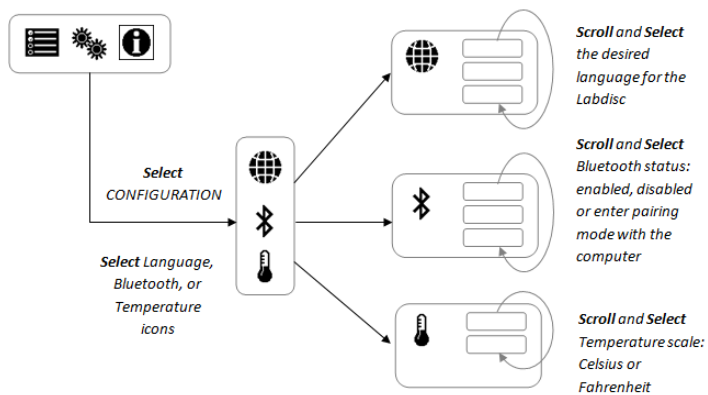 Scroll and Select
the desired
language for the
Labdisc
Select
CONFIGURATION
Scroll and Select
Bluetooth status:
enabled, disabled
or enter pairing
mode with the
computer
Select Language,
Bluetooth, or
Temperature
icons
Scroll and Select
Temperature scale:
Celsius or
Fahrenheit